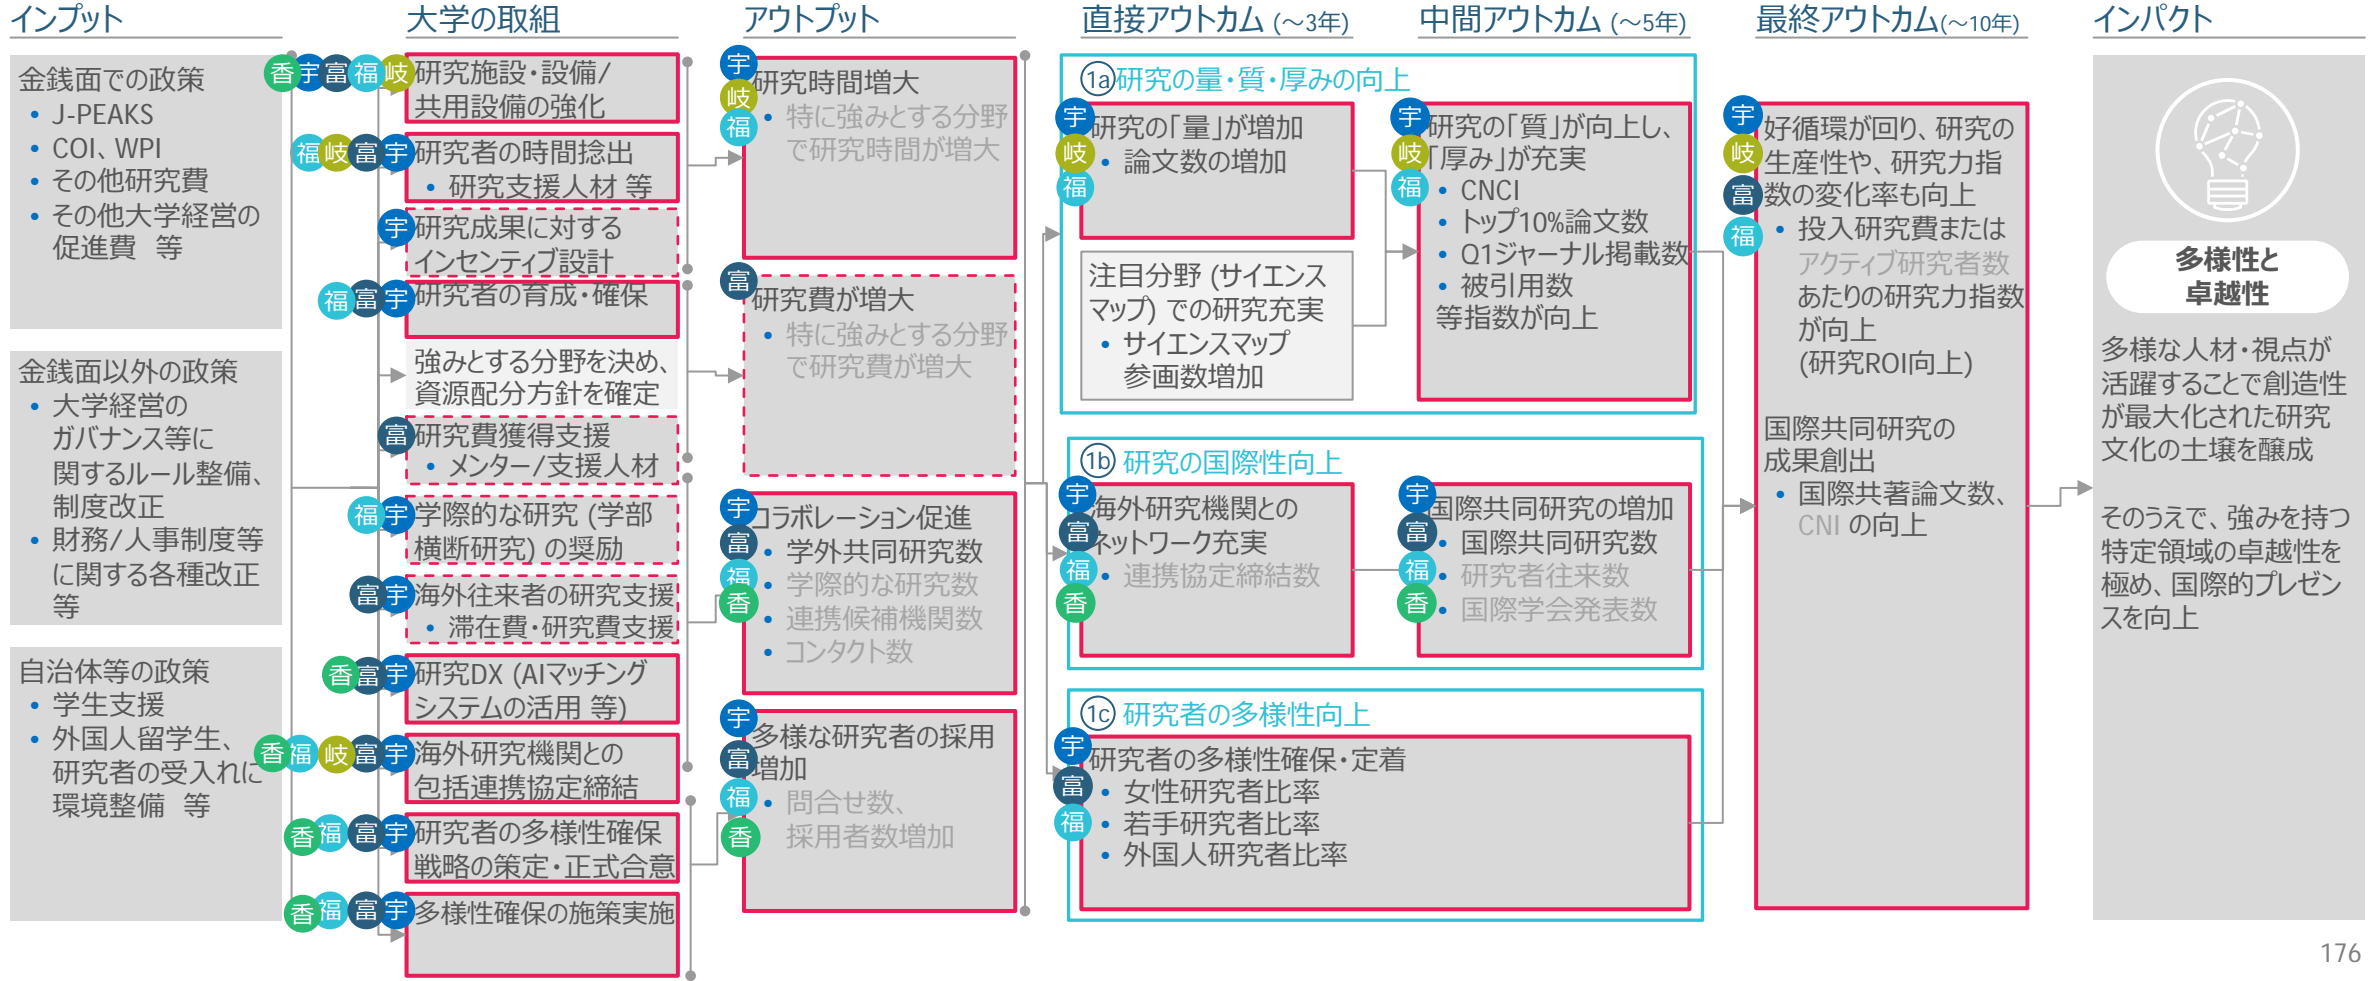 インプット
大学の取組
アウトプット
直接アウトカム (～3年)
中間アウトカム (～5年)
最終アウトカム(～10年)
インパクト
金銭面での政策
• J-PEAKS
• COI、WPI
• その他研究費
• その他大学経営の
促進費 等
金銭面以外の政策
• 大学経営の
ガバナンス等に
関するルール整備、
制度改正
• 財務/人事制度等
に関する各種改正
等
自治体等の政策
• 学生支援
• 外国人留学生、
研究者の受入れに
環境整備 等
香 宇 富 福 岐
研究施設・設備/
共用設備の強化
福 岐 富 宇
研究者の時間捻出
• 研究支援人材 等
宇
研究成果に対する
インセンティブ設計
福 富 宇
研究者の育成・確保
強みとする分野を決め、
資源配分方針を確定
富
研究費獲得支援
• メンター/支援人材
福 宇
学際的な研究 (学部
横断研究) の奨励
富 宇
海外往来者の研究支援
• 滞在費・研究費支援
香 富 宇
研究DX (AIマッチング
システムの活用 等)
香 福 岐 富 宇
海外研究機関との
包括連携協定締結
香 福 富 宇
研究者の多様性確保
戦略の策定・正式合意
香 福 富 宇
多様性確保の施策実施
宇
岐
福
研究時間増大
• 特に強みとする分野
で研究時間が増大
富
研究費が増大
• 特に強みとする分野
で研究費が増大
宇
富
福
香
コラボレーション促進
• 学外共同研究数
• 学際的な研究数
• 連携候補機関数
• コンタクト数
宇
富
福
香
多様な研究者の採用
増加
• 問合せ数、
採用者数増加
1a 研究の量・質・厚みの向上
宇
岐
福
研究の「量」が増加
• 論文数の増加
注目分野 (サイエンス
マップ) での研究充実
• サイエンスマップ
参画数増加
宇
岐
福
研究の「質」が向上し、
「厚み」が充実
• CNCI
• トップ10%論文数
• Q1ジャーナル掲載数
• 被引用数
等指数が向上
1b 研究の国際性向上
宇
富
福
香
海外研究機関との
ネットワーク充実
• 連携協定締結数
宇
富
福
香
国際共同研究の増加
• 国際共同研究数
• 研究者往来数
• 国際学会発表数
1c 研究者の多様性向上
宇
富
福
研究者の多様性確保・定着
• 女性研究者比率
• 若手研究者比率
• 外国人研究者比率
宇
岐
富
福
好循環が回り、研究の
生産性や、研究力指
数の変化率も向上
• 投入研究費または
アクティブ研究者数
あたりの研究力指数
が向上
(研究ROI向上)
国際共同研究の
成果創出
• 国際共著論文数、
CNI の向上
多様性と
卓越性
多様な人材・視点が
活躍することで創造性
が最大化された研究
文化の土壌を醸成
そのうえで、強みを持つ
特定領域の卓越性を
極め、国際的プレゼン
スを向上
176